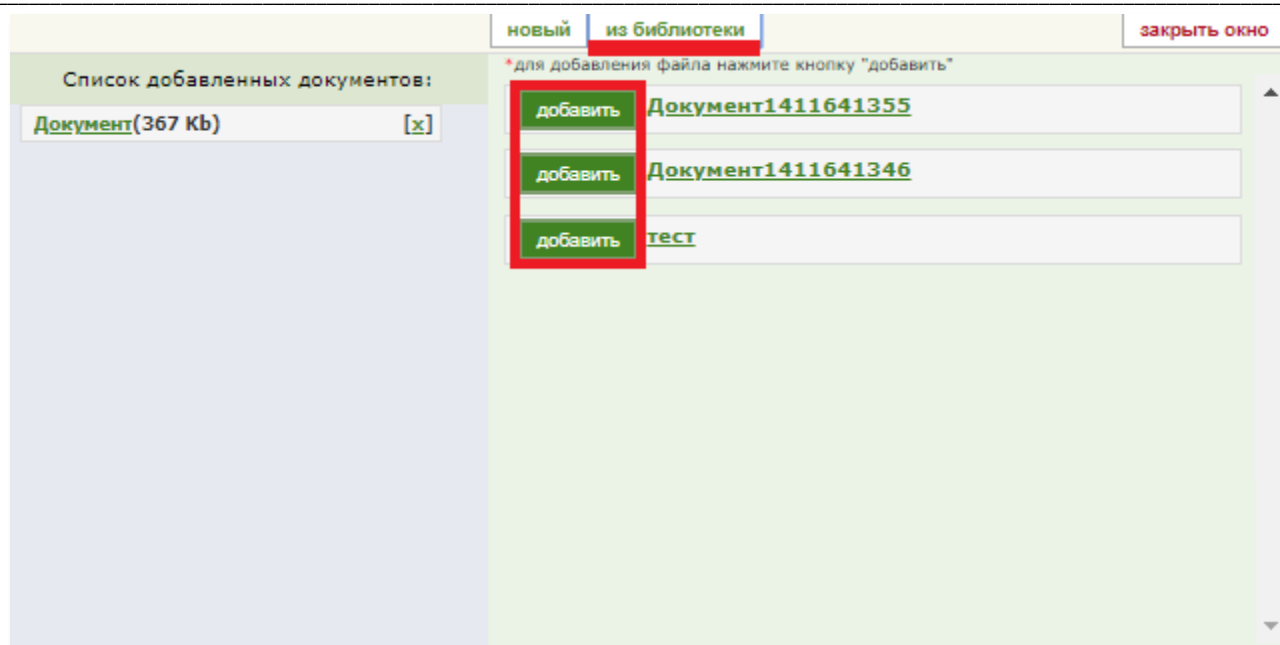 новый
из библиотеки
закрыть окно
Список добавленных документов:
Документ(367 Kb) [x]
*для добавления файла нажмите кнопку "добавить"
добавить Документ1411641355
добавить Документ1411641346
добавить тест